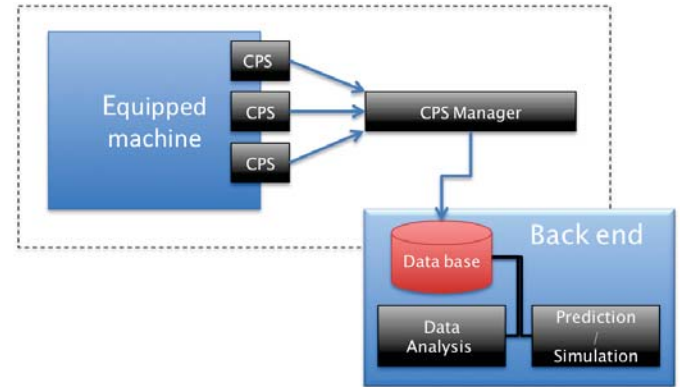 CPS
Equipped
machine
CPS
CPS Manager
CPS
Back end
Data base
Data
Analysis
Prediction
/
Simulation